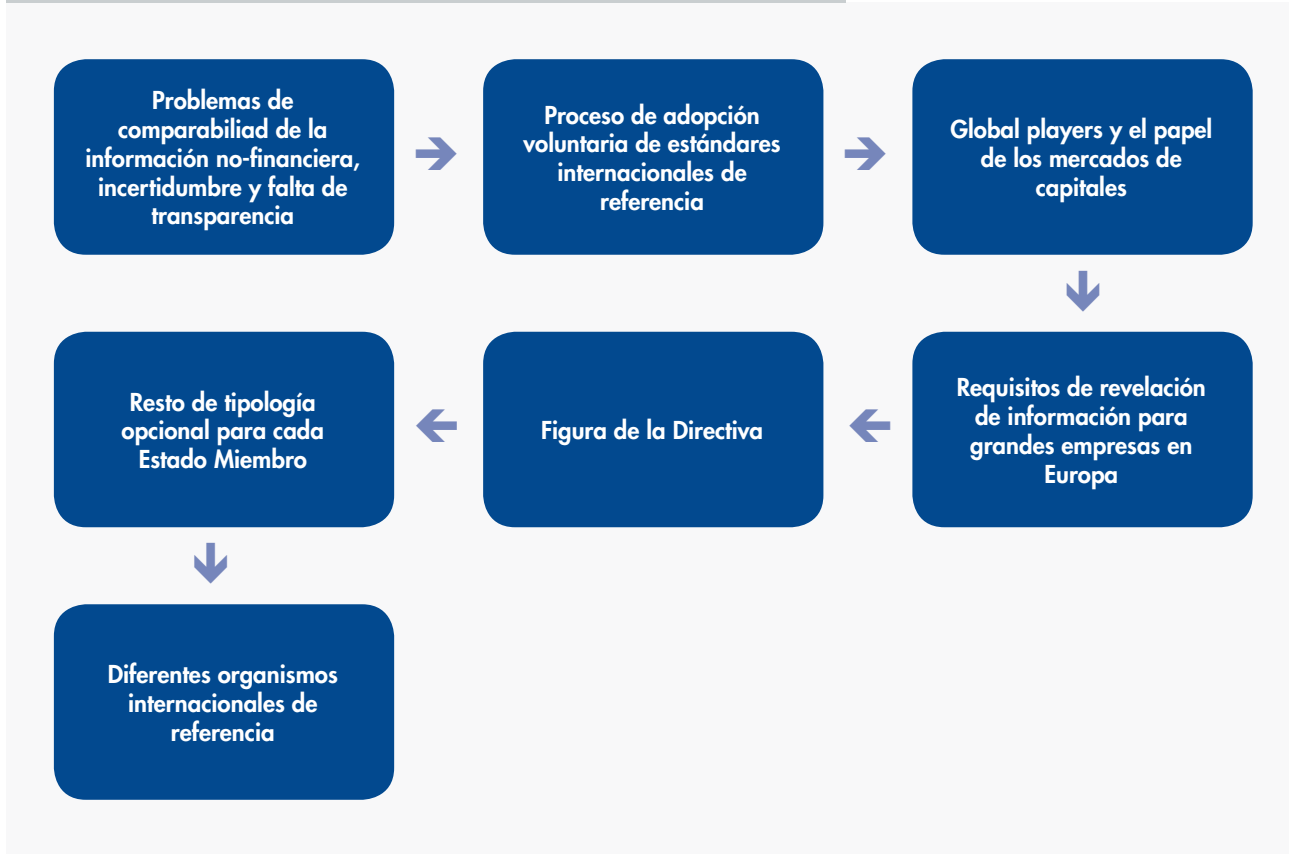 Problemas de
comparabiliad de la
información no-financiera,
incertidumbre y falta de
transparencia
Proceso de adopción
voluntaria de estándares
internacionales de
referencia
Global players y el papel
de los mercados de
capitales
Requisitos de revelación
de información para
grandes empresas en
Europa
Figura de la Directiva
Resto de tipología
opcional para cada
Estado Miembro
Diferentes organismos
internacionales de
referencia